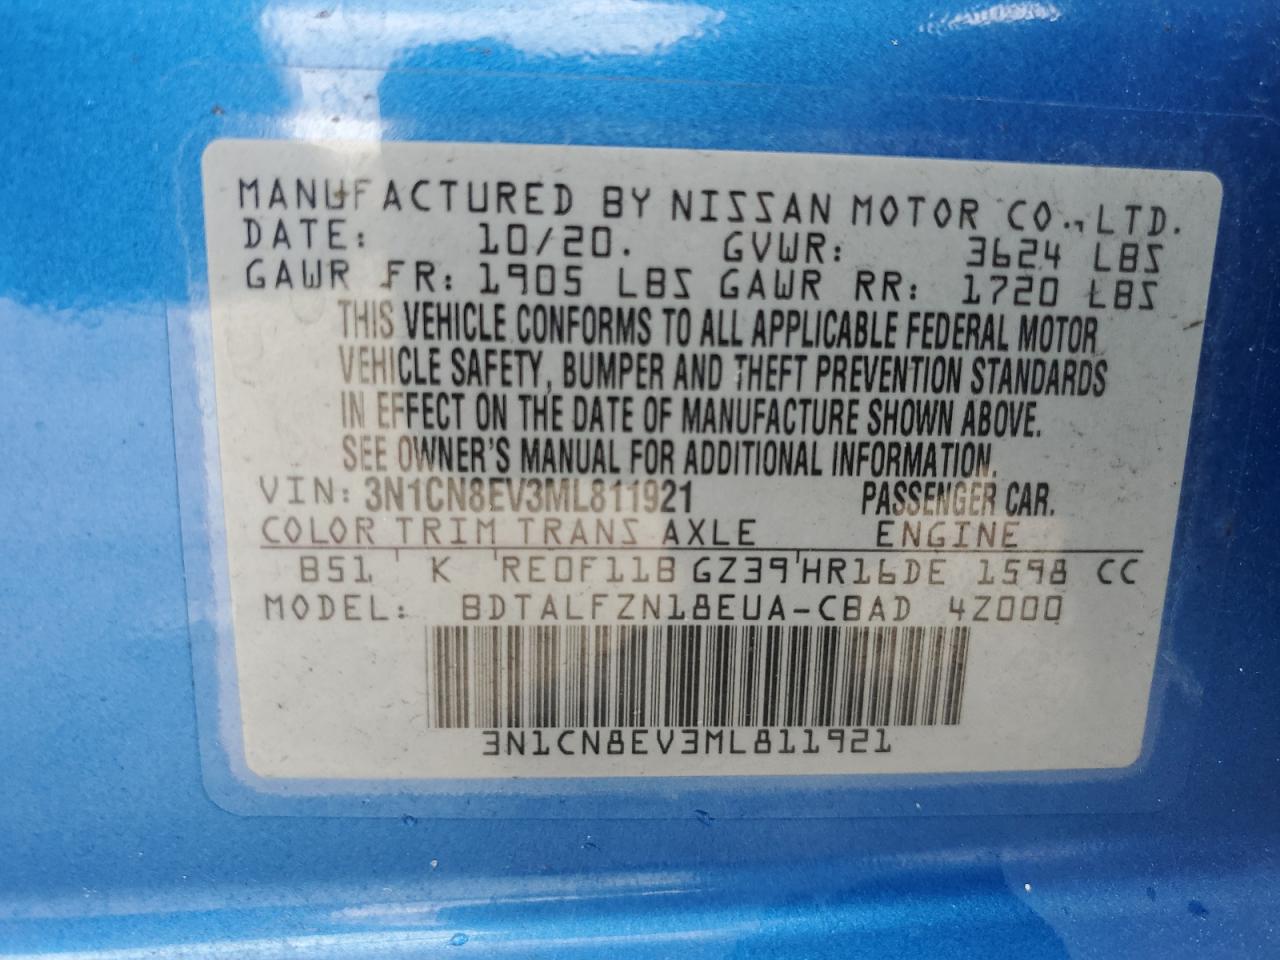 MANUFACTURED BY NISSAN MOTOR CO., LTD.
DATE: 10/20. GVWR: 3624 LBS
GAWR FR: 1905 LBS GAWR RR: 1720 LBS
THIS VEHICLE CONFORMS TO ALL APPLICABLE FEDERAL MOTOR
VEHICLE SAFETY, BUMPER AND THEFT PREVENTION STANDARDS
IN EFFECT ON THE DATE OF MANUFACTURE SHOWN ABOVE.
SEE OWNER'S MANUAL FOR ADDITIONAL INFORMATION.
VIN: 3N1CN8EV3ML811921 PASSENGER CAR.
COLOR TRIM TRANS AXLE ENGINE
B51 K RE0F11B GZ39 HR16DE 1598 CC
MODEL: BDTALFZN18EUA-CBAD 4Z000
3N1CN8EV3ML811921